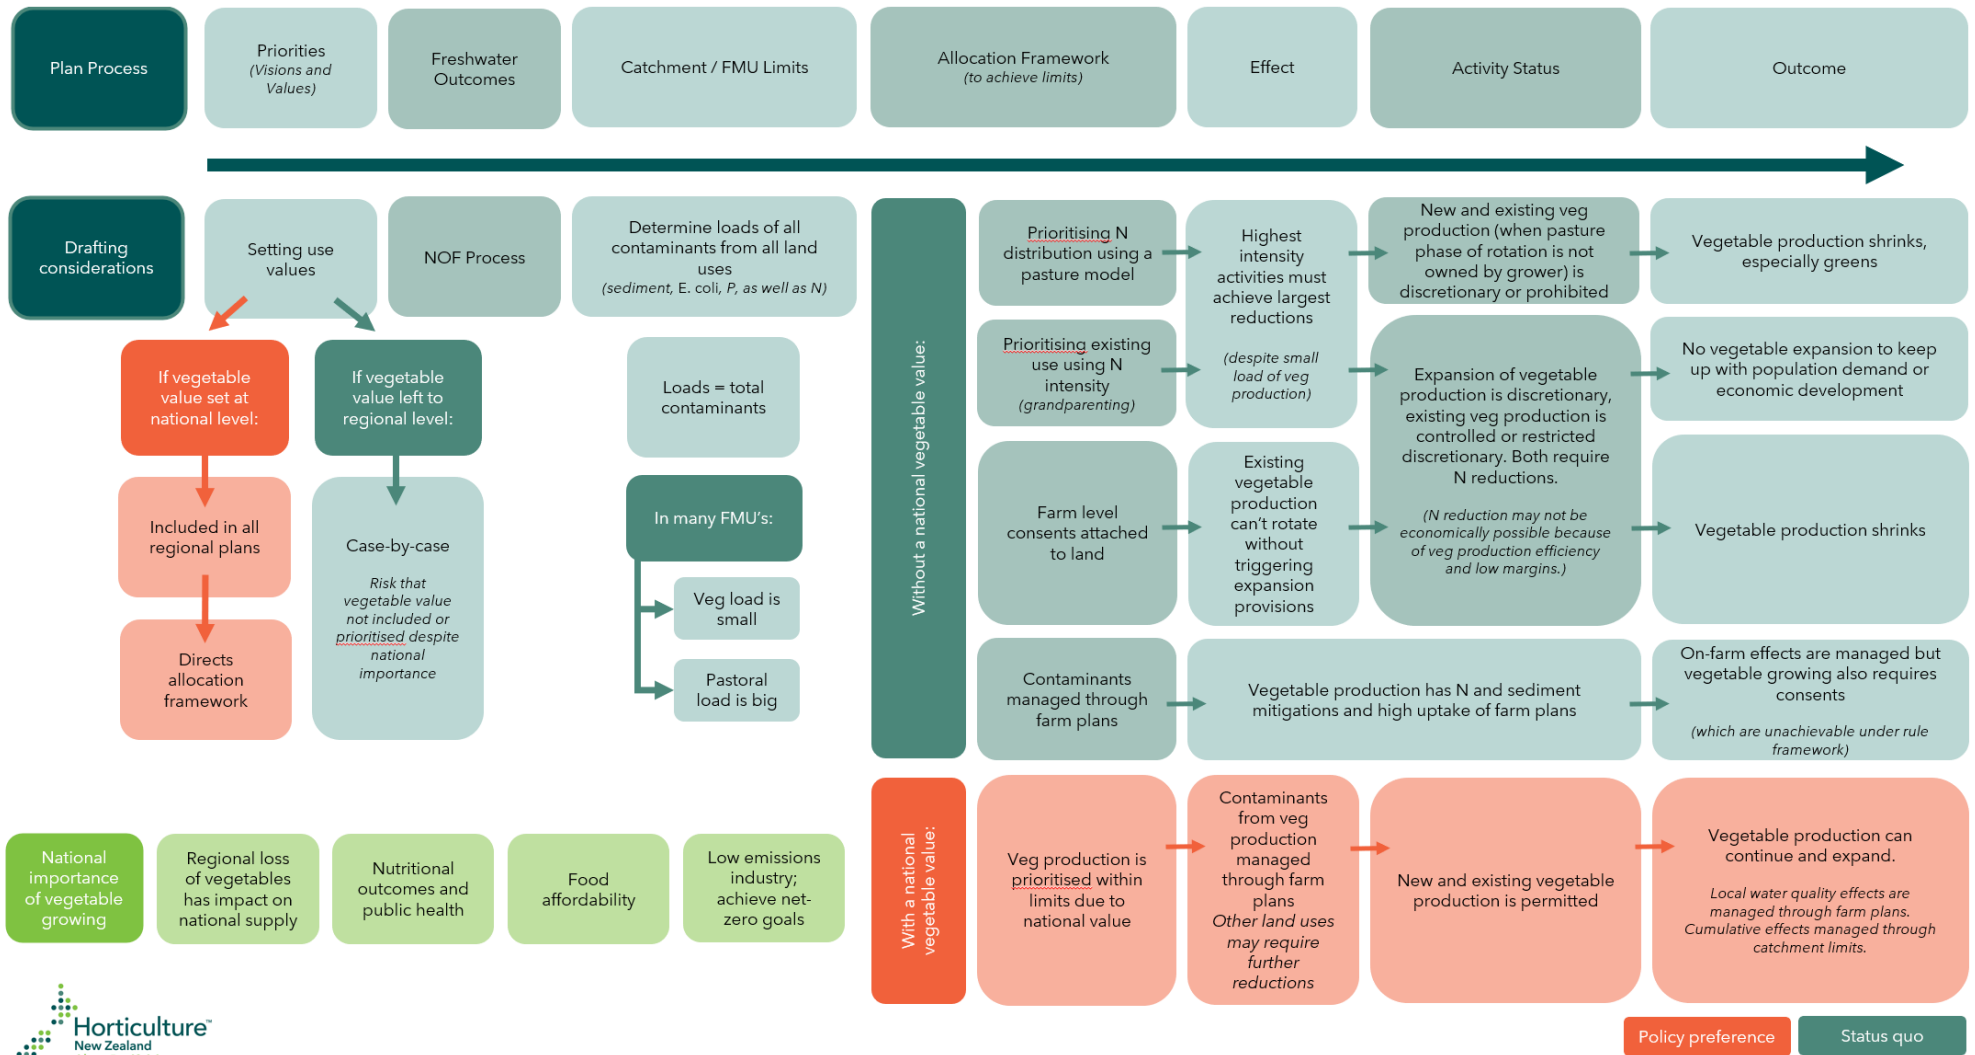 Plan Process
Priorities
(Visions and
Values)
Freshwater
Outcomes
Catchment / FMU Limits
Allocation Framework
(to achieve limits)
Effect
Activity Status
Outcome
Drafting
considerations
Setting use
values
NOF Process
Determine loads of all
contaminants from all land
uses
(sediment, E. coli, P, as well as N)
If vegetable
value set at
national level:
If vegetable
value left to
regional level:
Included in all
regional plans
Directs
allocation
framework
Case-by-case
Risk that
vegetable value
not included or
prioritised despite
national
importance
Loads = total
contaminants
In many FMU's:
Veg load is
small
Pastoral
load is big
Without a national vegetable value:
Prioritising N
distribution using a
pasture model
Highest
intensity
activities must
achieve largest
reductions
(despite small
load of veg
production)
New and existing veg
production (when pasture
phase of rotation is not
owned by grower) is
discretionary or prohibited
Vegetable production shrinks,
especially greens
Prioritising existing
use using N
intensity
(grandparenting)
Expansion of vegetable
production is discretionary,
existing veg production is
controlled or restricted
discretionary. Both require
N reductions.
(N reduction may not be
economically possible because
of veg production efficiency
and low margins.)
No vegetable expansion to keep
up with population demand or
economic development
Farm level
consents attached
to land
Existing
vegetable
production
can't rotate
without
triggering
expansion
provisions
Vegetable production shrinks
Contaminants
managed through
farm plans
Vegetable production has N and sediment
mitigations and high uptake of farm plans
On-farm effects are managed but
vegetable growing also requires
consents
(which are unachievable under rule
framework)
With a national
vegetable value:
Veg production is
prioritised within
limits due to
national value
Contaminants
from veg
production
managed
through farm
plans
Other land uses
may require
further
reductions
New and existing vegetable
production is permitted
Vegetable production can
continue and expand.
Local water quality effects are
managed through farm plans.
Cumulative effects managed through
catchment limits.
National
importance
of vegetable
growing
Regional loss
of vegetables
has impact on
national supply
Nutritional
outcomes and
public health
Food
affordability
Low emissions
industry;
achieve net-
zero goals
Horticulture™
New Zealand
Policy preference
Status quo